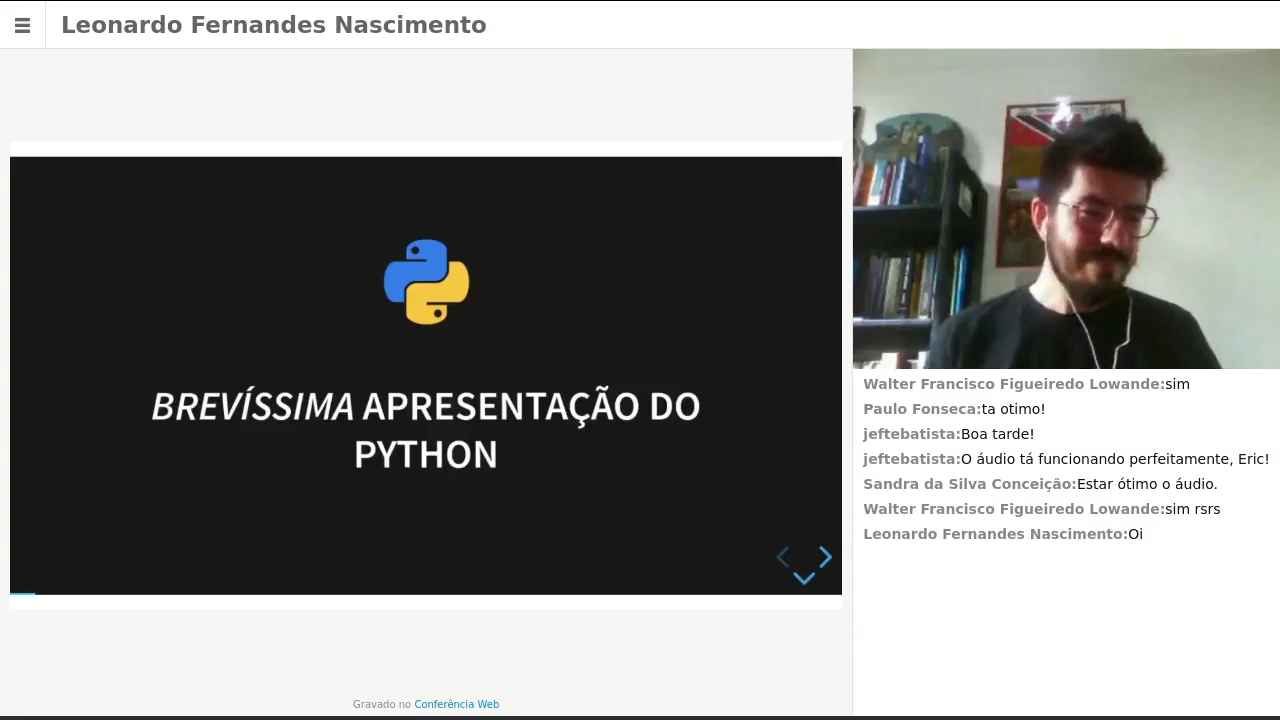 Leonardo Fernandes Nascimento
BREVÍSSIMA APRESENTAÇÃO DO
PYTHON
Gravado no Conferência Web
Walter Francisco Figueiredo Lowande:sim
Paulo Fonseca:ta otimo!
jeftebatista:Boa tarde!
jeftebatista:O áudio tá funcionando perfeitamente, Eric!
Sandra da Silva Conceição:Estar ótimo o áudio.
Walter Francisco Figueiredo Lowande:sim rsrs
Leonardo Fernandes Nascimento:Oi